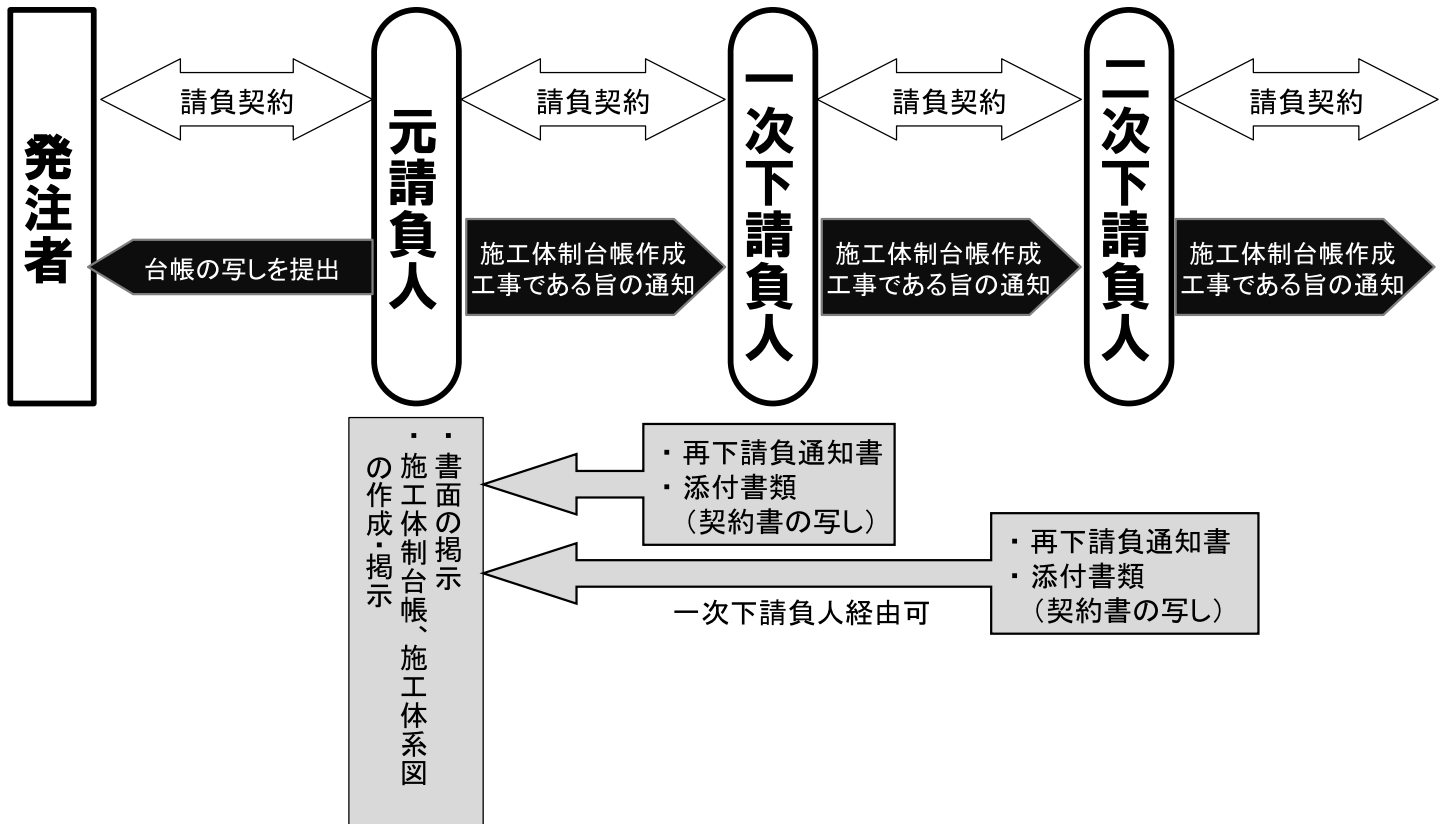 発注者
請負契約
元請負人
請負契約
一次下請負人
請負契約
二次下請負人
請負契約
台帳の写しを提出
施工体制台帳作成
工事である旨の通知
施工体制台帳作成
工事である旨の通知
施工体制台帳作成
工事である旨の通知
・書面の掲示
・施工体制台帳、施工体系図
の作成・掲示
・再下請負通知書
・添付書類
（契約書の写し）
・再下請負通知書
・添付書類
（契約書の写し）
一次下請負人経由可